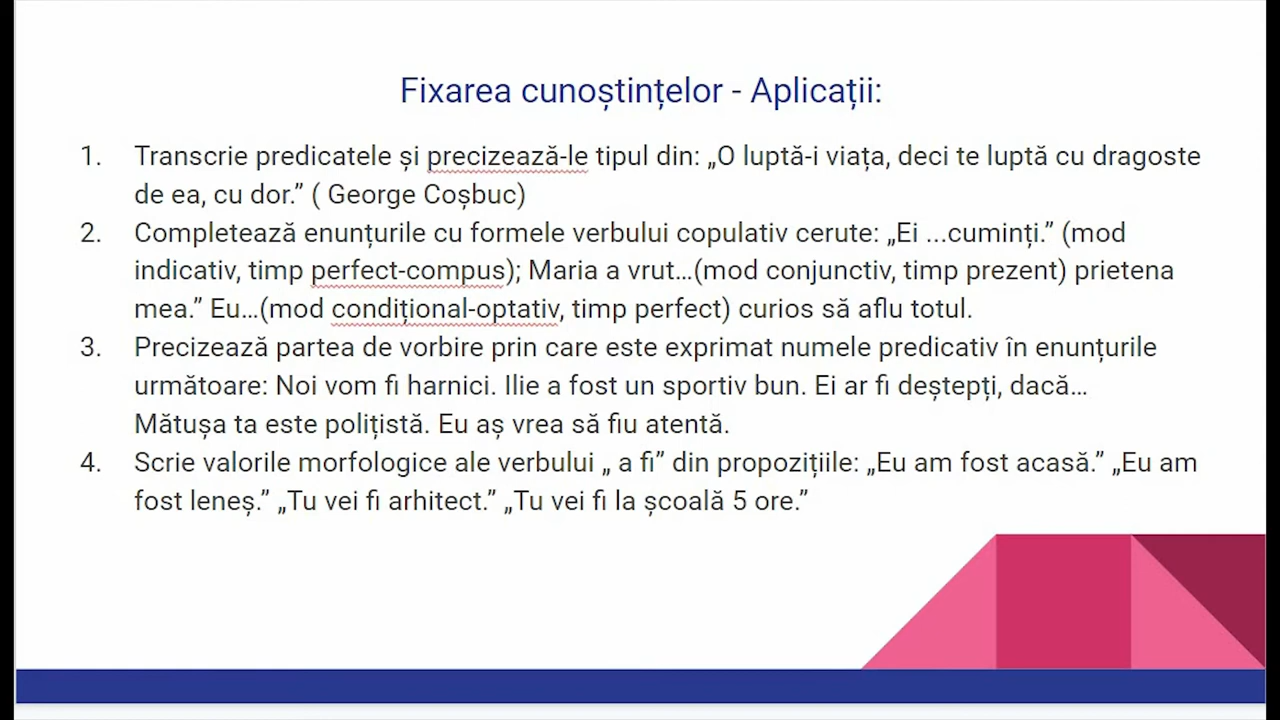 Fixarea cunoștințelor - Aplicații:
1. Transcrie predicatele și precizează-le tipul din: „O luptă-i viața, deci te luptă cu dragoste
de ea, cu dor.” ( George Coșbuc)
2. Completează enunțurile cu formele verbului copulativ cerute: „Ei ...cuminți.” (mod
indicativ, timp perfect-compus); Maria a vrut…(mod conjunctiv, timp prezent) prietena
mea.” Eu…(mod condițional-optativ, timp perfect) curios să aflu totul.
3. Precizează partea de vorbire prin care este exprimat numele predicativ în enunțurile
următoare: Noi vom fi harnici. Ilie a fost un sportiv bun. Ei ar fi deștepți, dacă…
Mătușa ta este polițistă. Eu aș vrea să fiu atentă.
4. Scrie valorile morfologice ale verbului „ a fi” din propozițiile: „Eu am fost acasă.” „Eu am
fost leneș.” „Tu vei fi arhitect.” „Tu vei fi la școală 5 ore.”